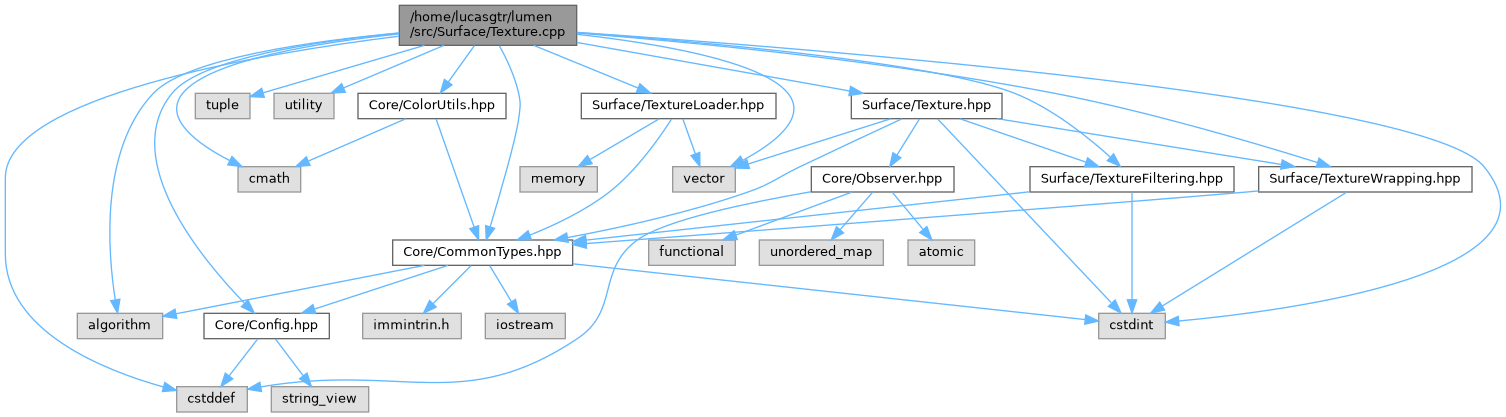 /home/lucasgtr/lumen
/src/Surface/Texture.cpp
tuple
utility
Core/ColorUtils.hpp
Surface/TextureLoader.hpp
Surface/Texture.hpp
cmath
memory
vector
Core/Observer.hpp
Surface/TextureFiltering.hpp
Surface/TextureWrapping.hpp
Core/CommonTypes.hpp
functional
unordered_map
atomic
algorithm
Core/Config.hpp
immintrin.h
iostream
cstdint
cstddef
string_view